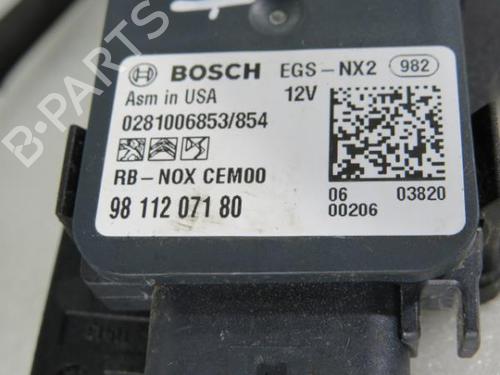 BOSCH EGS-NX2 982
Asm in USA 12V
0281006853/854
RB-NOX CEM00
98 112 071 80
06 03820
00206
B-PARTS